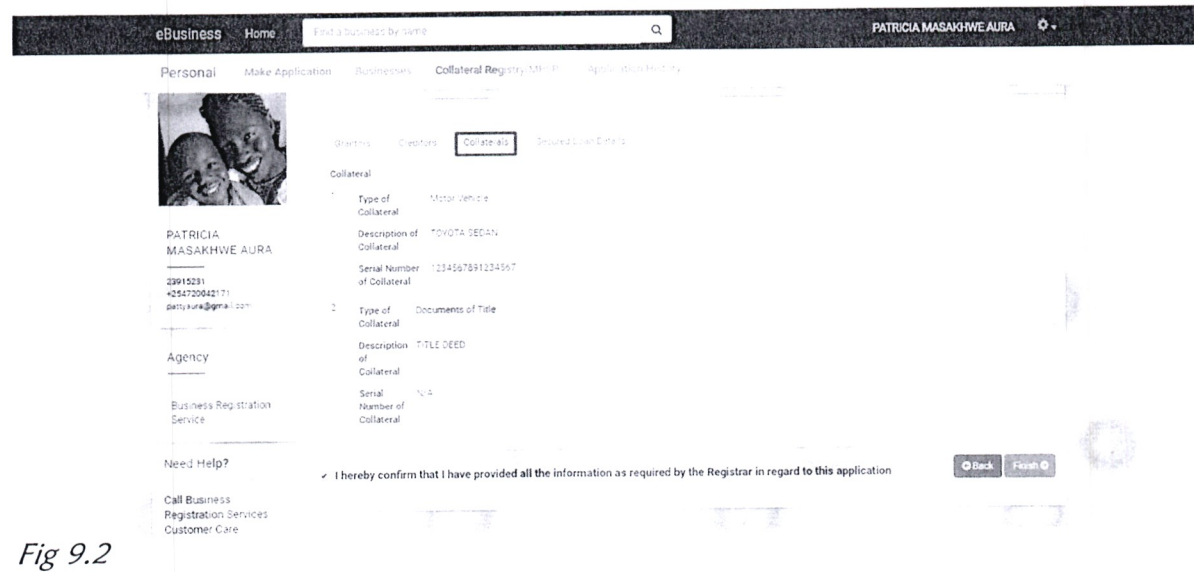 eBusiness Home Find a business by name PATRICIA MASAKHWE AURA
Personal Make Application Businesses Collateral Registry(MPSR) Application History
Grantors Creditors Collaterals Secured Loan Details
Collateral
1 Type of Motor Vehicle
Collateral
Description of TOYOTA SEDAN
Collateral
Serial Number 1234567891234567
of Collateral
2 Type of Documents of Title
Collateral
Description TITLE DEED
of
Collateral
Serial N/A
Number of
Collateral
PATRICIA
MASAKHWE AURA
23915231
+254720042171
pattyaura@gmail.com
Agency
Business Registration
Service
Need Help?
Call Business
Registration Services
Customer Care
✓ I hereby confirm that I have provided all the information as required by the Registrar in regard to this application
Back Finish
Fig 9.2